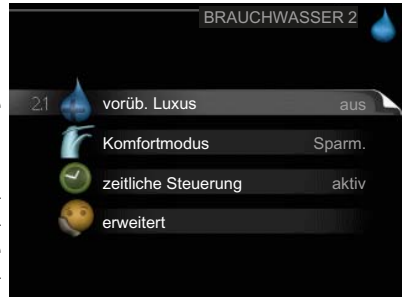 BRAUCHWASSER 2
2.1 vorüb. Luxus aus
Komfortmodus Sparm.
zeitliche Steuerung aktiv
erweitert